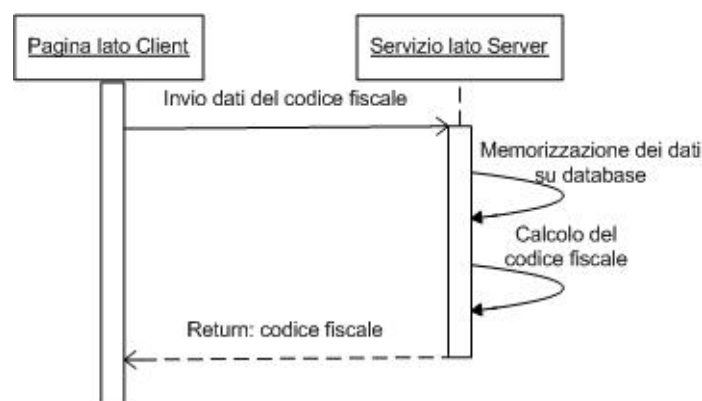 Pagina lato Client
Servizio lato Server
Invio dati del codice fiscale
Memorizzazione dei dati
su database
Calcolo del
codice fiscale
Return: codice fiscale